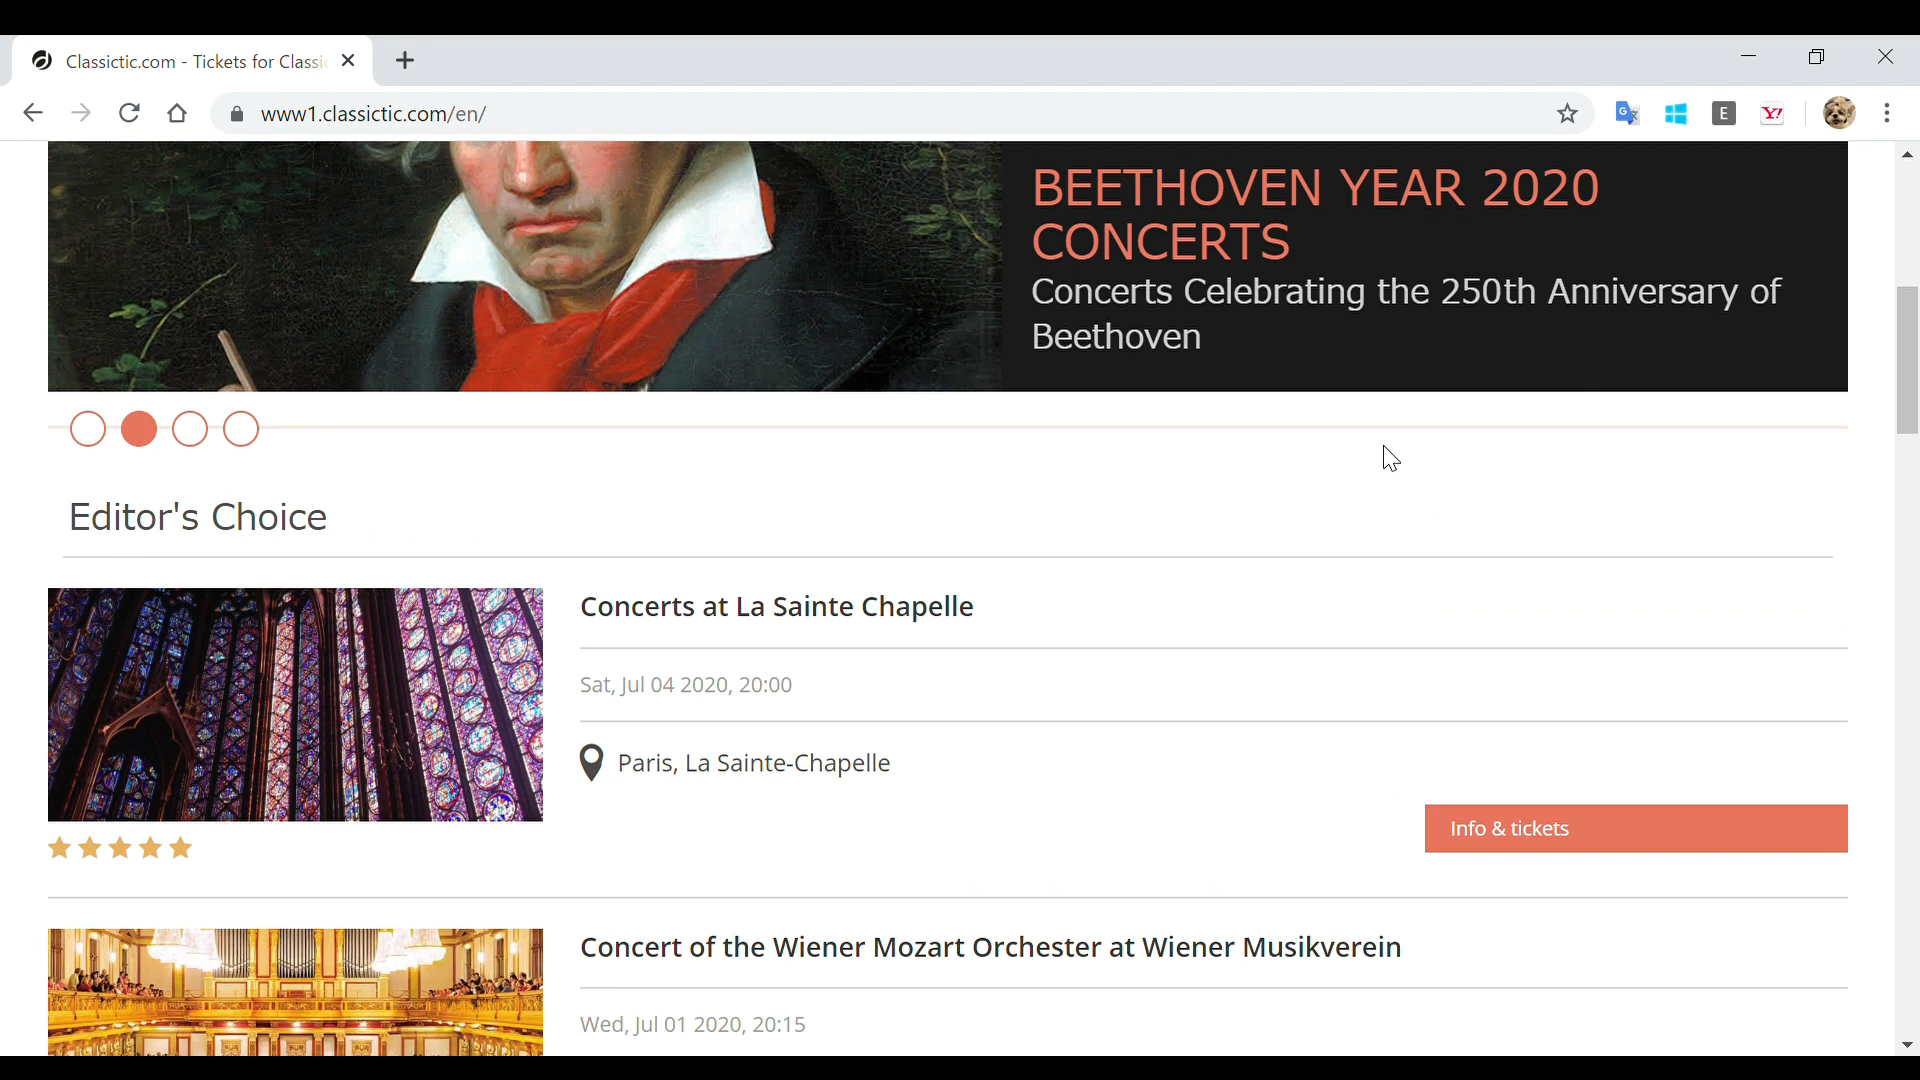 Classictic.com - Tickets for Classi
www1.classictic.com/en/
E
Y!
BEETHOVEN YEAR 2020
CONCERTS
Concerts Celebrating the 250th Anniversary of
Beethoven
Editor's Choice
Concerts at La Sainte Chapelle
Sat, Jul 04 2020, 20:00
Paris, La Sainte-Chapelle
Info & tickets
Concert of the Wiener Mozart Orchester at Wiener Musikverein
Wed, Jul 01 2020, 20:15